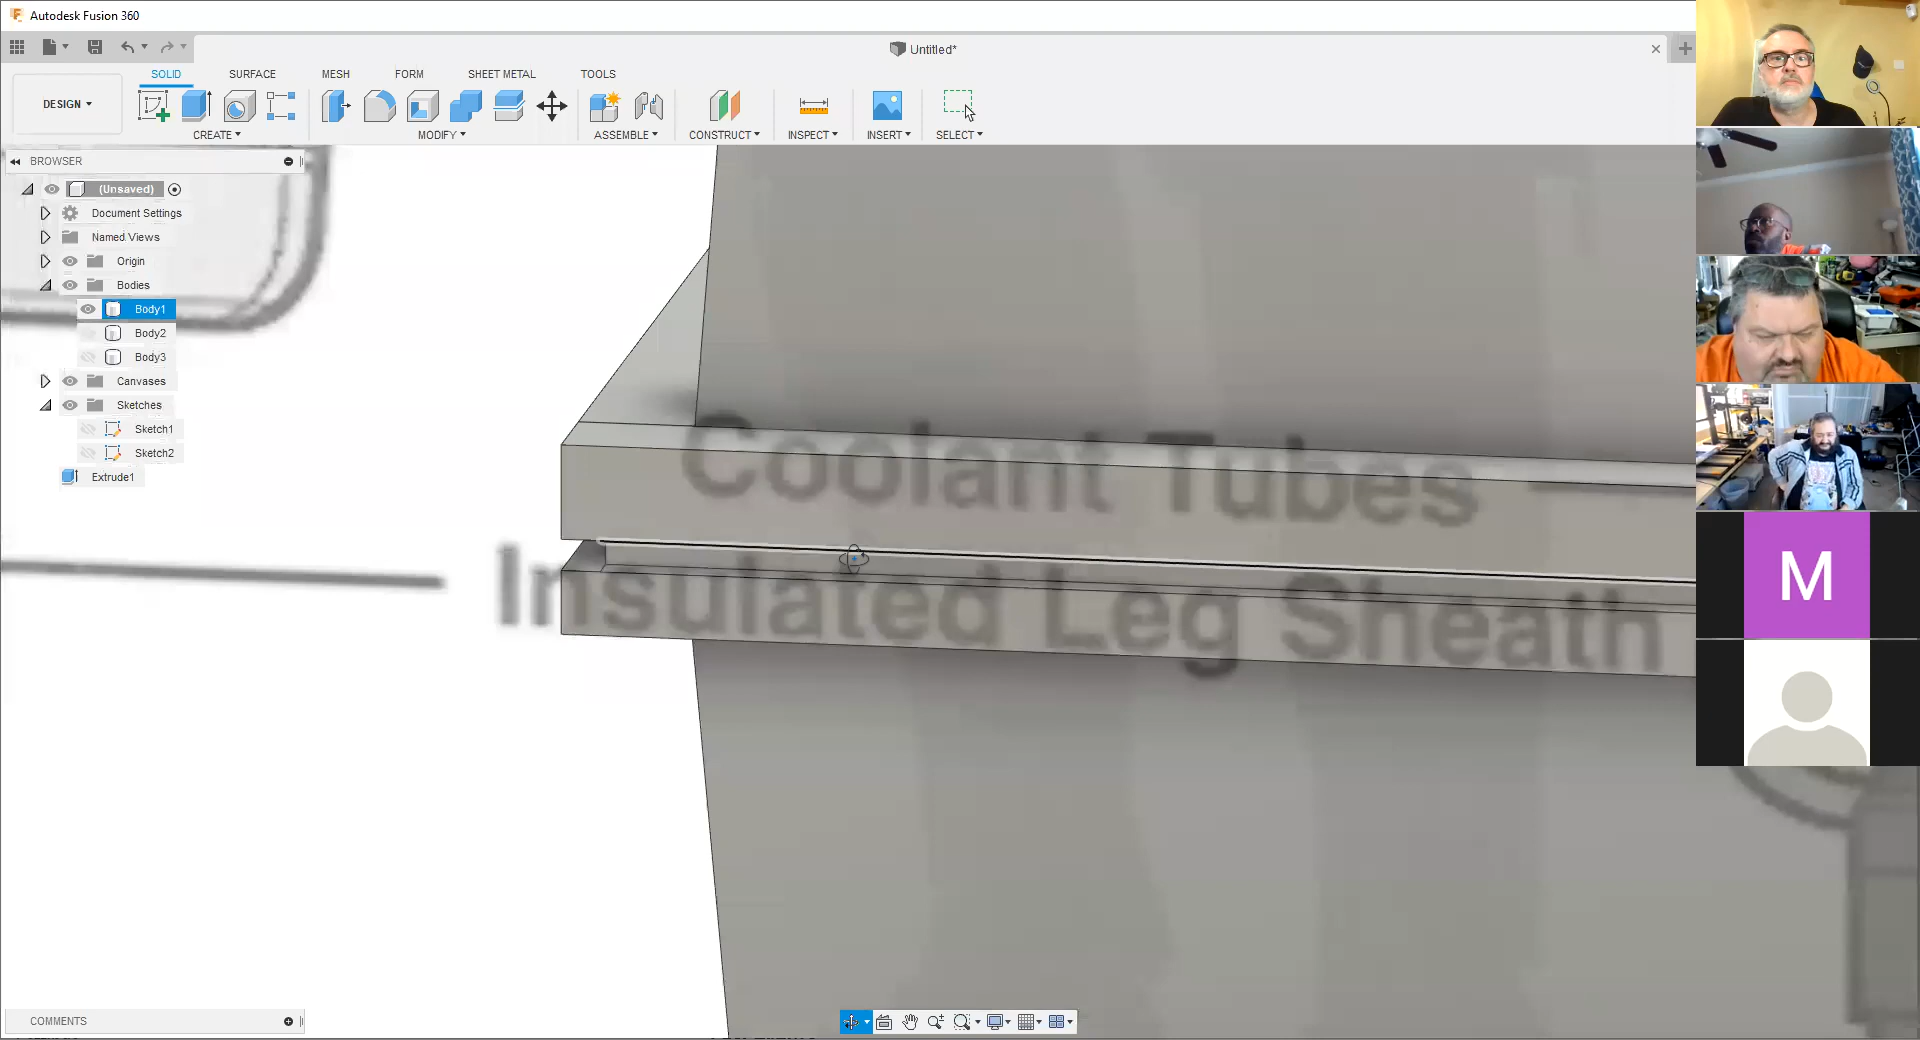 Autodesk Fusion 360
Untitled*
SOLID SURFACE MESH FORM SHEET METAL TOOLS
DESIGN
CREATE MODIFY ASSEMBLE CONSTRUCT INSPECT INSERT SELECT
BROWSER
(Unsaved)
Document Settings
Named Views
Origin
Bodies
Body1
Body2
Body3
Canvases
Sketches
Sketch1
Sketch2
Extrude1
Coolant Tubes
Insulated Leg Sheath
M
COMMENTS